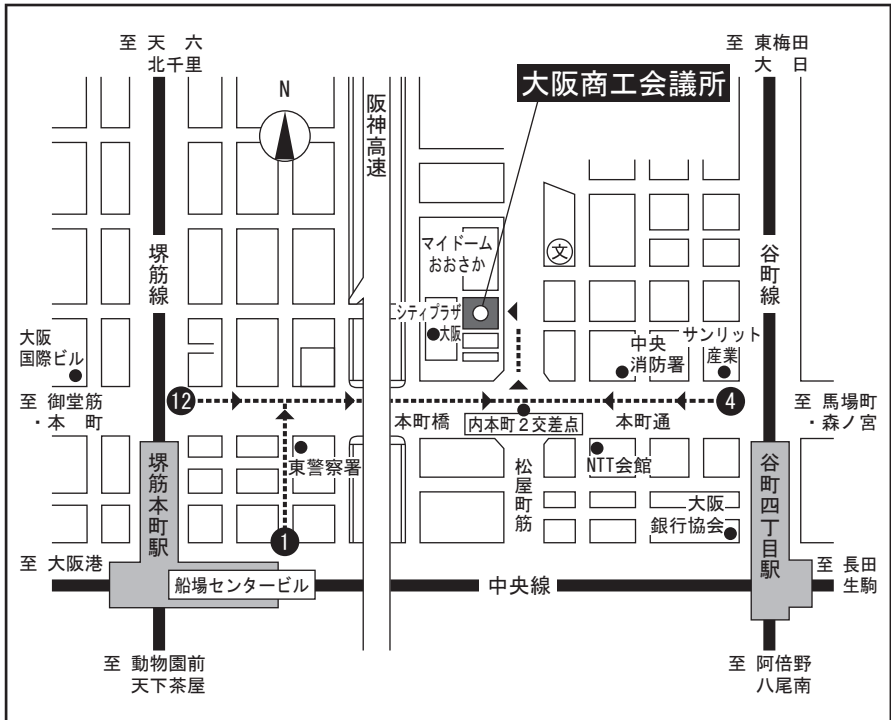 至 天 六
北千里
至 東梅田
大 日
N
阪神高速
大阪商工会議所
堺筋線
マイドーム
おおさか
文
谷町線
シティプラザ
大阪
大阪
国際ビル
中央
消防署
サンリット
産業
至 御堂筋
・本 町
12
本町橋
内本町2交差点
本町通
4
至 馬場町
・森ノ宮
東警察署
松屋町筋
NTT会館
堺筋本町駅
大阪
銀行協会
谷町四丁目駅
1
至 大阪港
船場センタービル
中央線
至 長田
生駒
至 動物園前
天下茶屋
至 阿倍野
八尾南